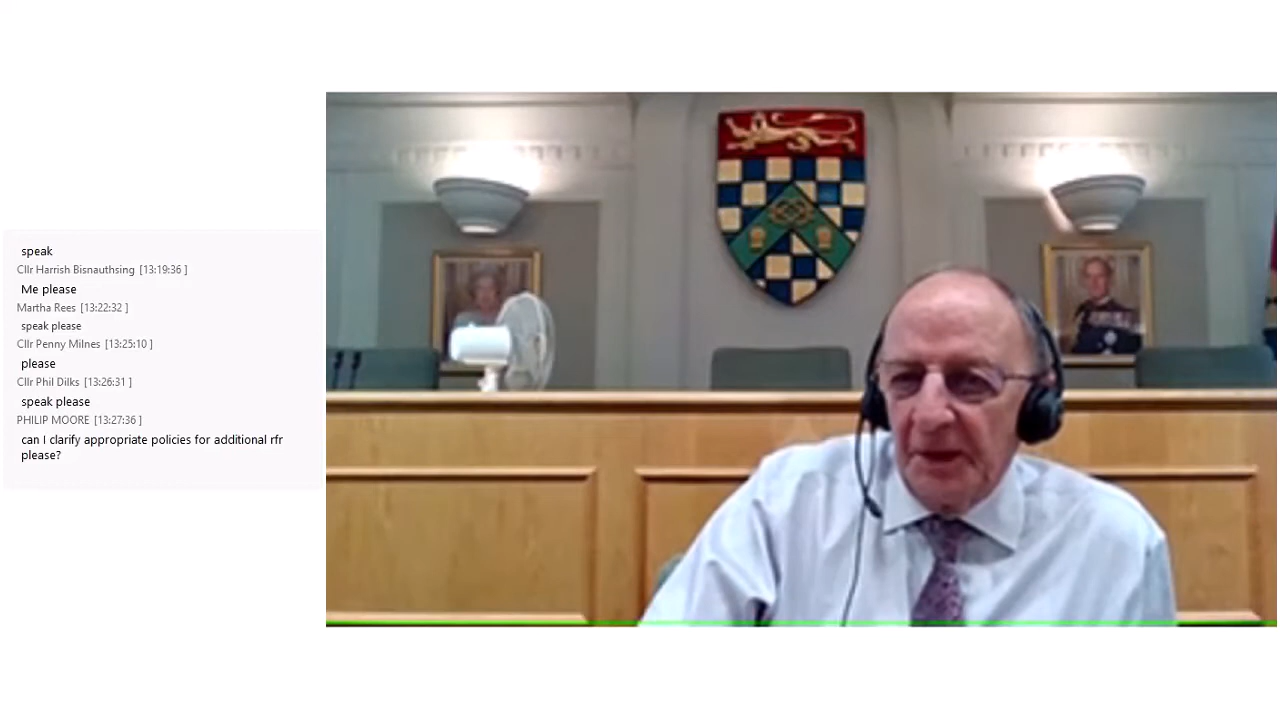 speak
Cllr Harrish Bisnauthsing [13:19:36 ]
Me please
Martha Rees [13:22:32 ]
speak please
Cllr Penny Milnes [13:25:10 ]
please
Cllr Phil Dilks [13:26:31 ]
speak please
PHILIP MOORE [13:27:36 ]
can I clarify appropriate policies for additional rfr
please?